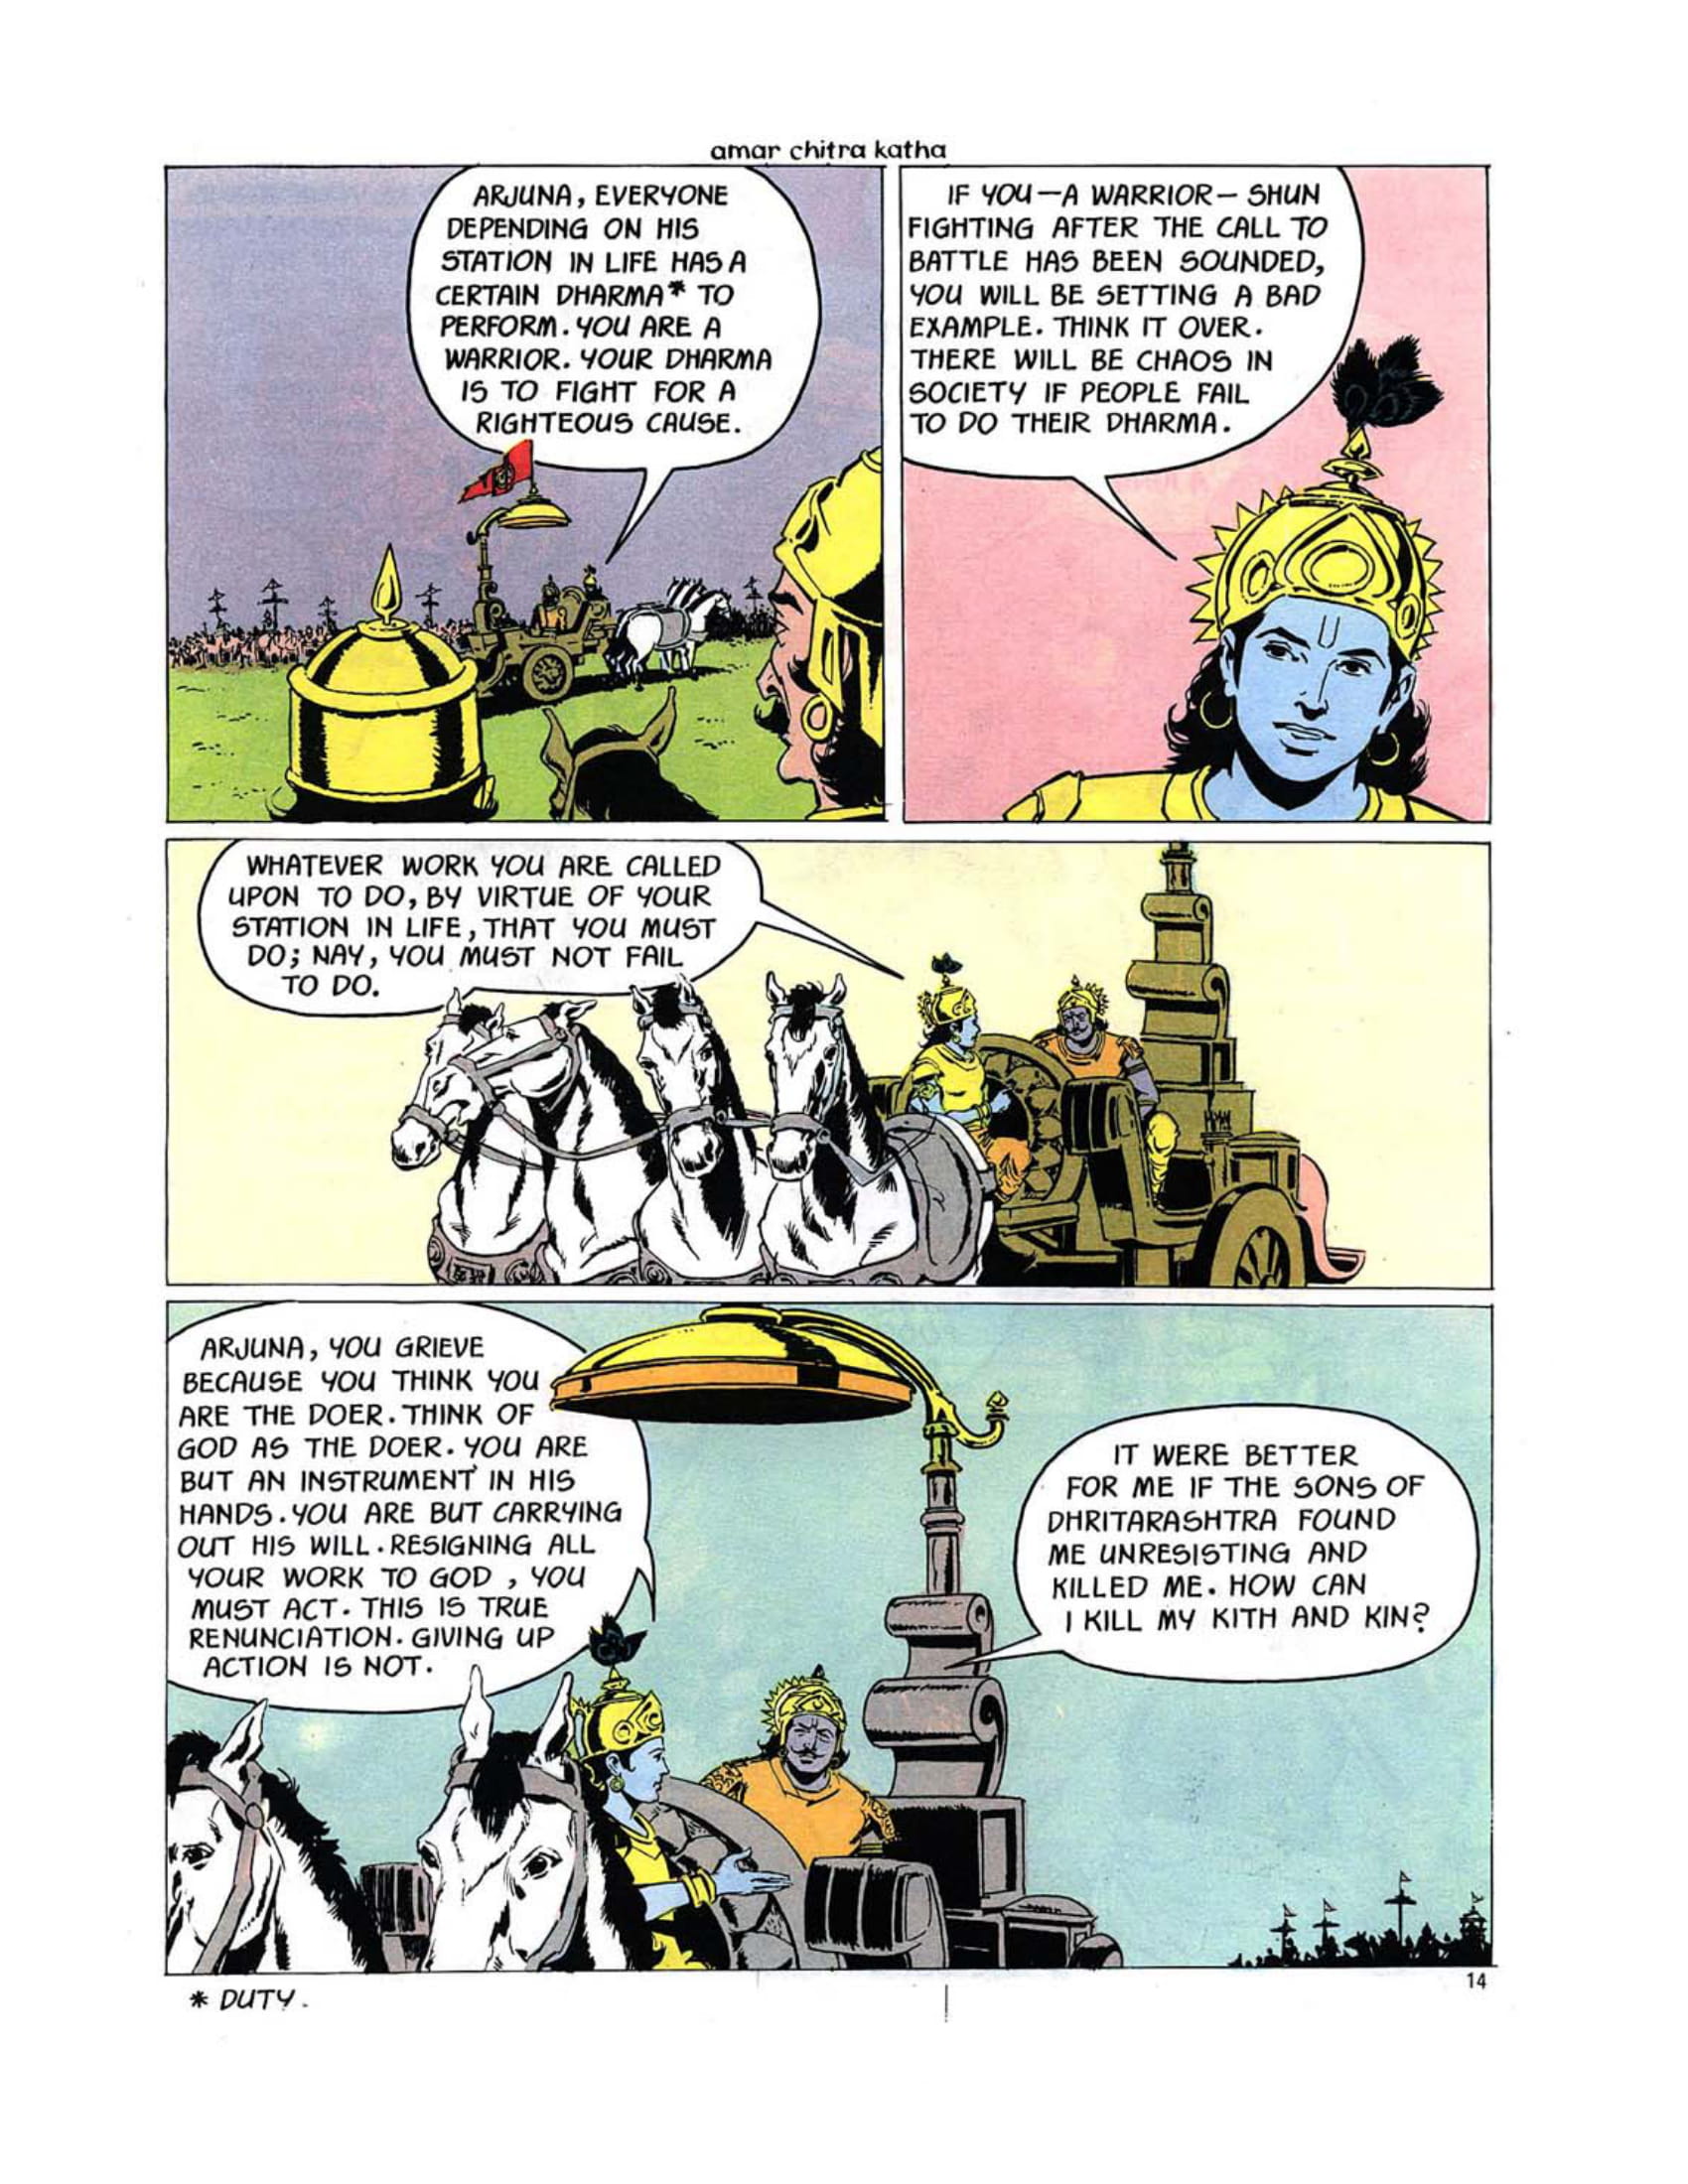 amar chitra katha
ARJUNA, EVERYONE
DEPENDING ON HIS
STATION IN LIFE HAS A
CERTAIN DHARMA* TO
PERFORM. YOU ARE A
WARRIOR. YOUR DHARMA
IS TO FIGHT FOR A
RIGHTEOUS CAUSE.
IF YOU—A WARRIOR— SHUN
FIGHTING AFTER THE CALL TO
BATTLE HAS BEEN SOUNDED,
YOU WILL BE SETTING A BAD
EXAMPLE. THINK IT OVER.
THERE WILL BE CHAOS IN
SOCIETY IF PEOPLE FAIL
TO DO THEIR DHARMA.
WHATEVER WORK YOU ARE CALLED
UPON TO DO, BY VIRTUE OF YOUR
STATION IN LIFE, THAT YOU MUST
DO; NAY, YOU MUST NOT FAIL
TO DO.
ARJUNA, YOU GRIEVE
BECAUSE YOU THINK YOU
ARE THE DOER. THINK OF
GOD AS THE DOER. YOU ARE
BUT AN INSTRUMENT IN HIS
HANDS. YOU ARE BUT CARRYING
OUT HIS WILL. RESIGNING ALL
YOUR WORK TO GOD, YOU
MUST ACT. THIS IS TRUE
RENUNCIATION. GIVING UP
ACTION IS NOT.
IT WERE BETTER
FOR ME IF THE SONS OF
DHRITARASHTRA FOUND
ME UNRESISTING AND
KILLED ME. HOW CAN
I KILL MY KITH AND KIN?
* DUTY.
14